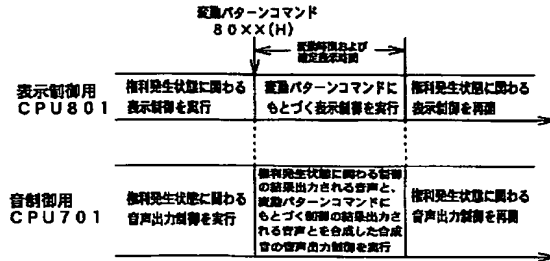 変動パターンコマンド
８０××(H)
変動時間および
確定表示時間
表示制御用
ＣＰＵ８０１
権利発生状態に関わる
表示制御を実行
変動パターンコマンドに
もとづく表示制御を実行
権利発生状態に関わる
表示制御を再開
音制御用
ＣＰＵ７０１
権利発生状態に関わる
音声出力制御を実行
権利発生状態に関わる制御
の結果出力される音声と、
変動パターンコマンドに
もとづく制御の結果出力さ
れる音声とを合成した合成
音の音声出力制御を実行
権利発生状態に関わる
音声出力制御を再開